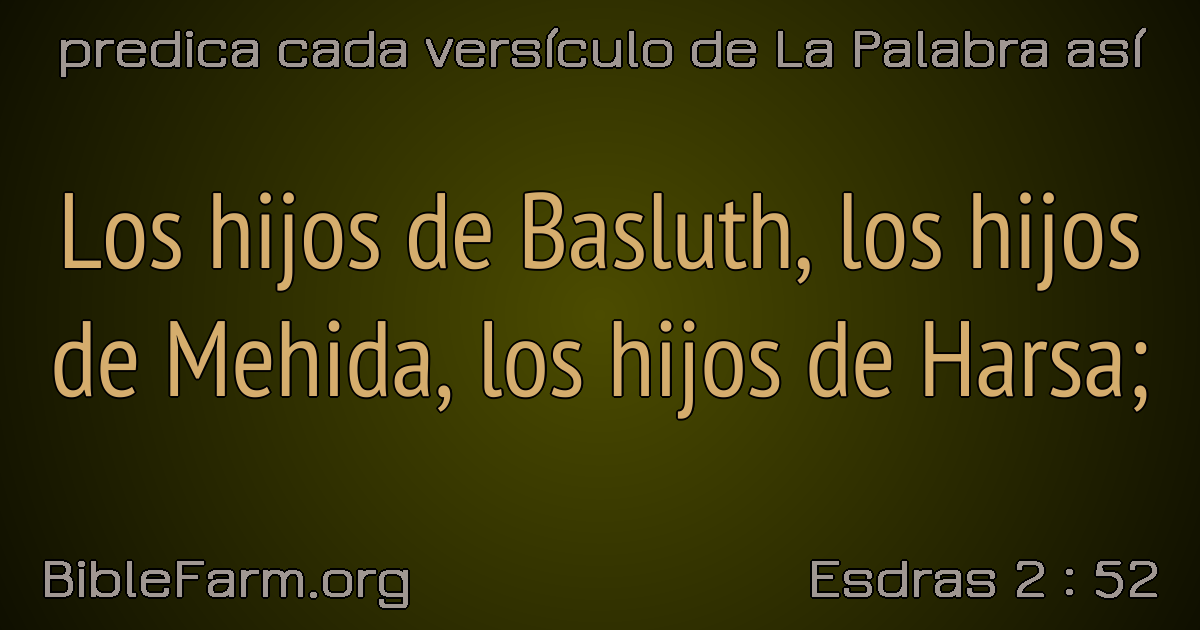 predica cada versículo de La Palabra así
Los hijos de Basluth, los hijos
de Mehida, los hijos de Harsa;
BibleFarm.org
Esdras 2 : 52